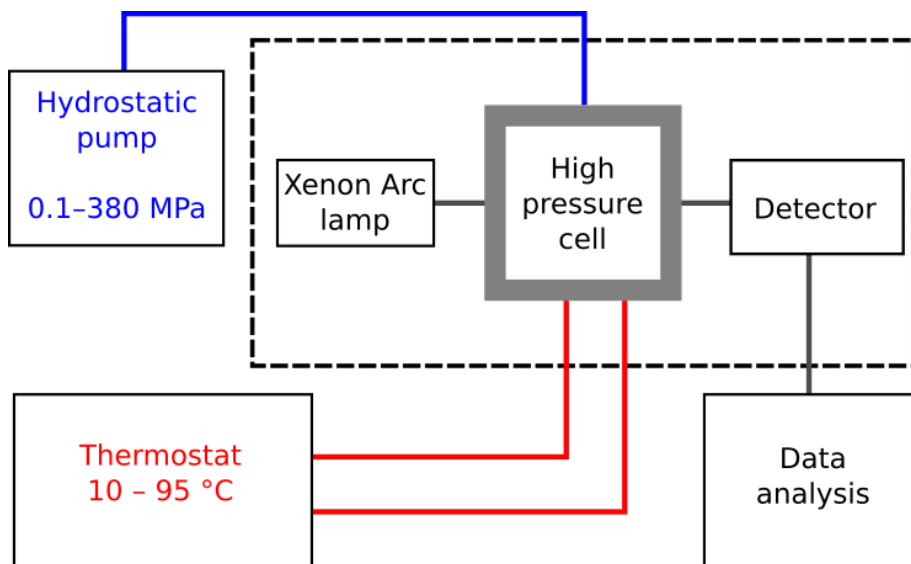 Hydrostatic
pump
0.1–380 MPa
Xenon Arc
lamp
High
pressure
cell
Detector
Thermostat
10 – 95 °C
Data
analysis